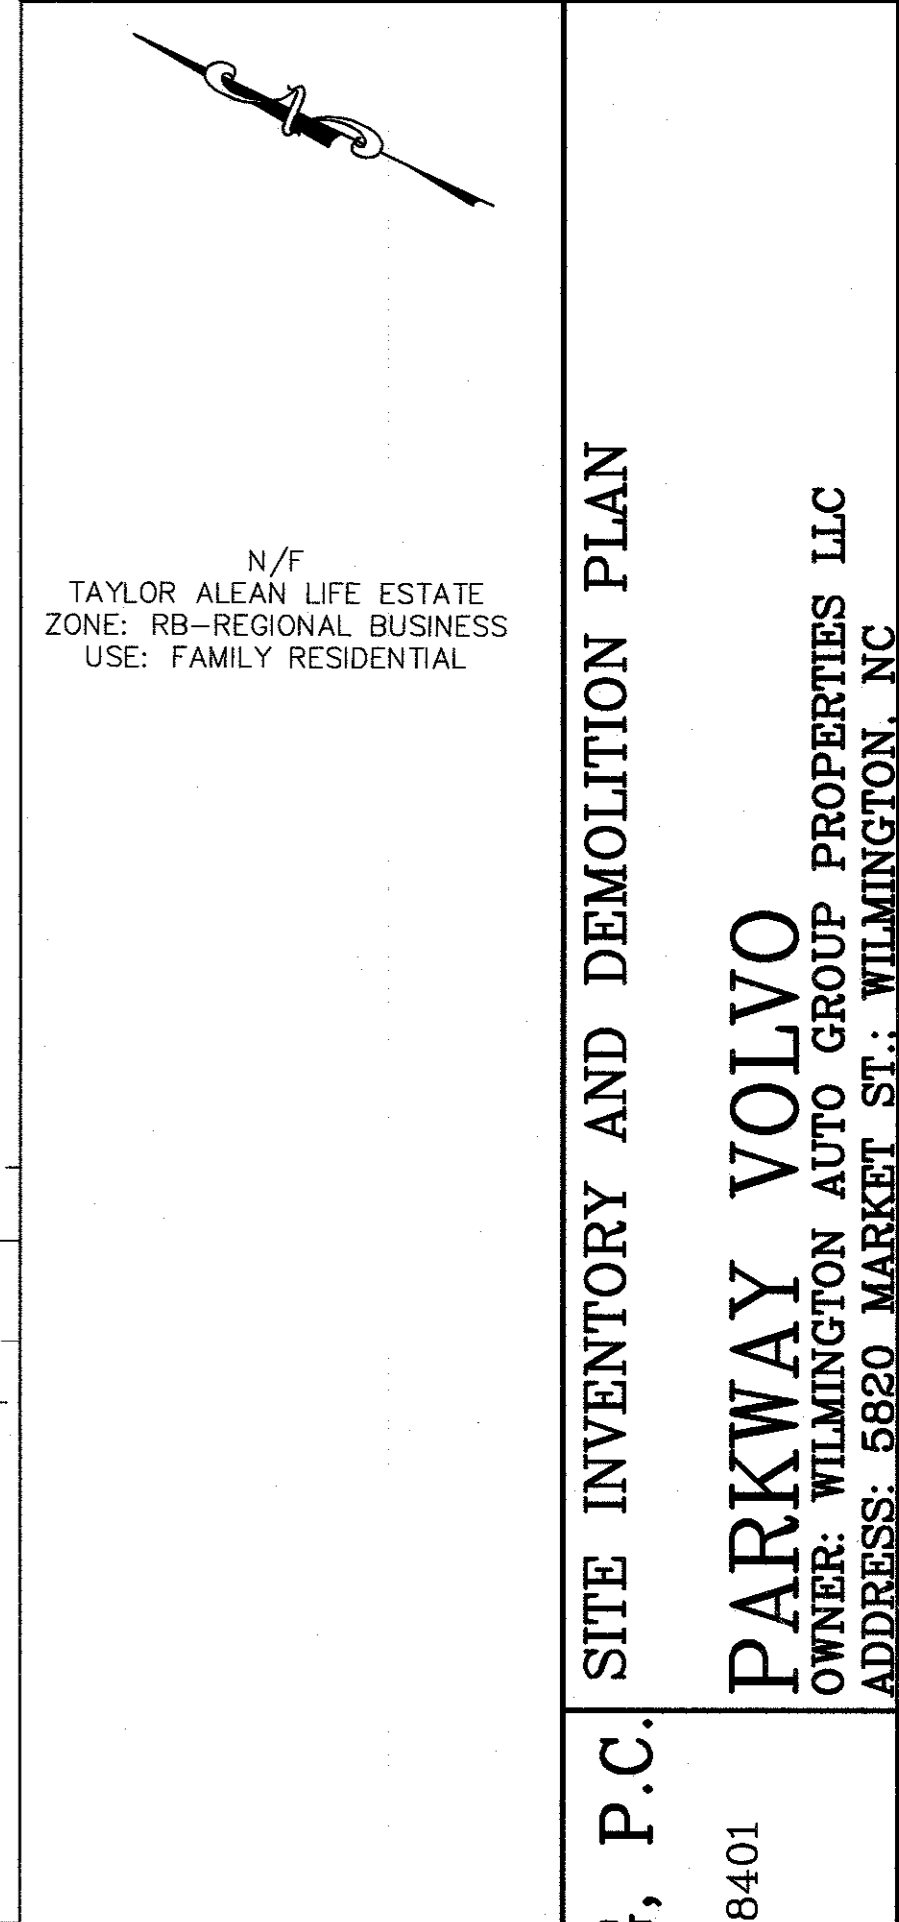 N/F
TAYLOR ALEAN LIFE ESTATE
ZONE: RB-REGIONAL BUSINESS
USE: FAMILY RESIDENTIAL
SITE INVENTORY AND DEMOLITION PLAN
PARKWAY VOLVO
OWNER: WILMINGTON AUTO GROUP PROPERTIES LLC
ADDRESS: 5820 MARKET ST.; WILMINGTON, NC
, P.C.
8401